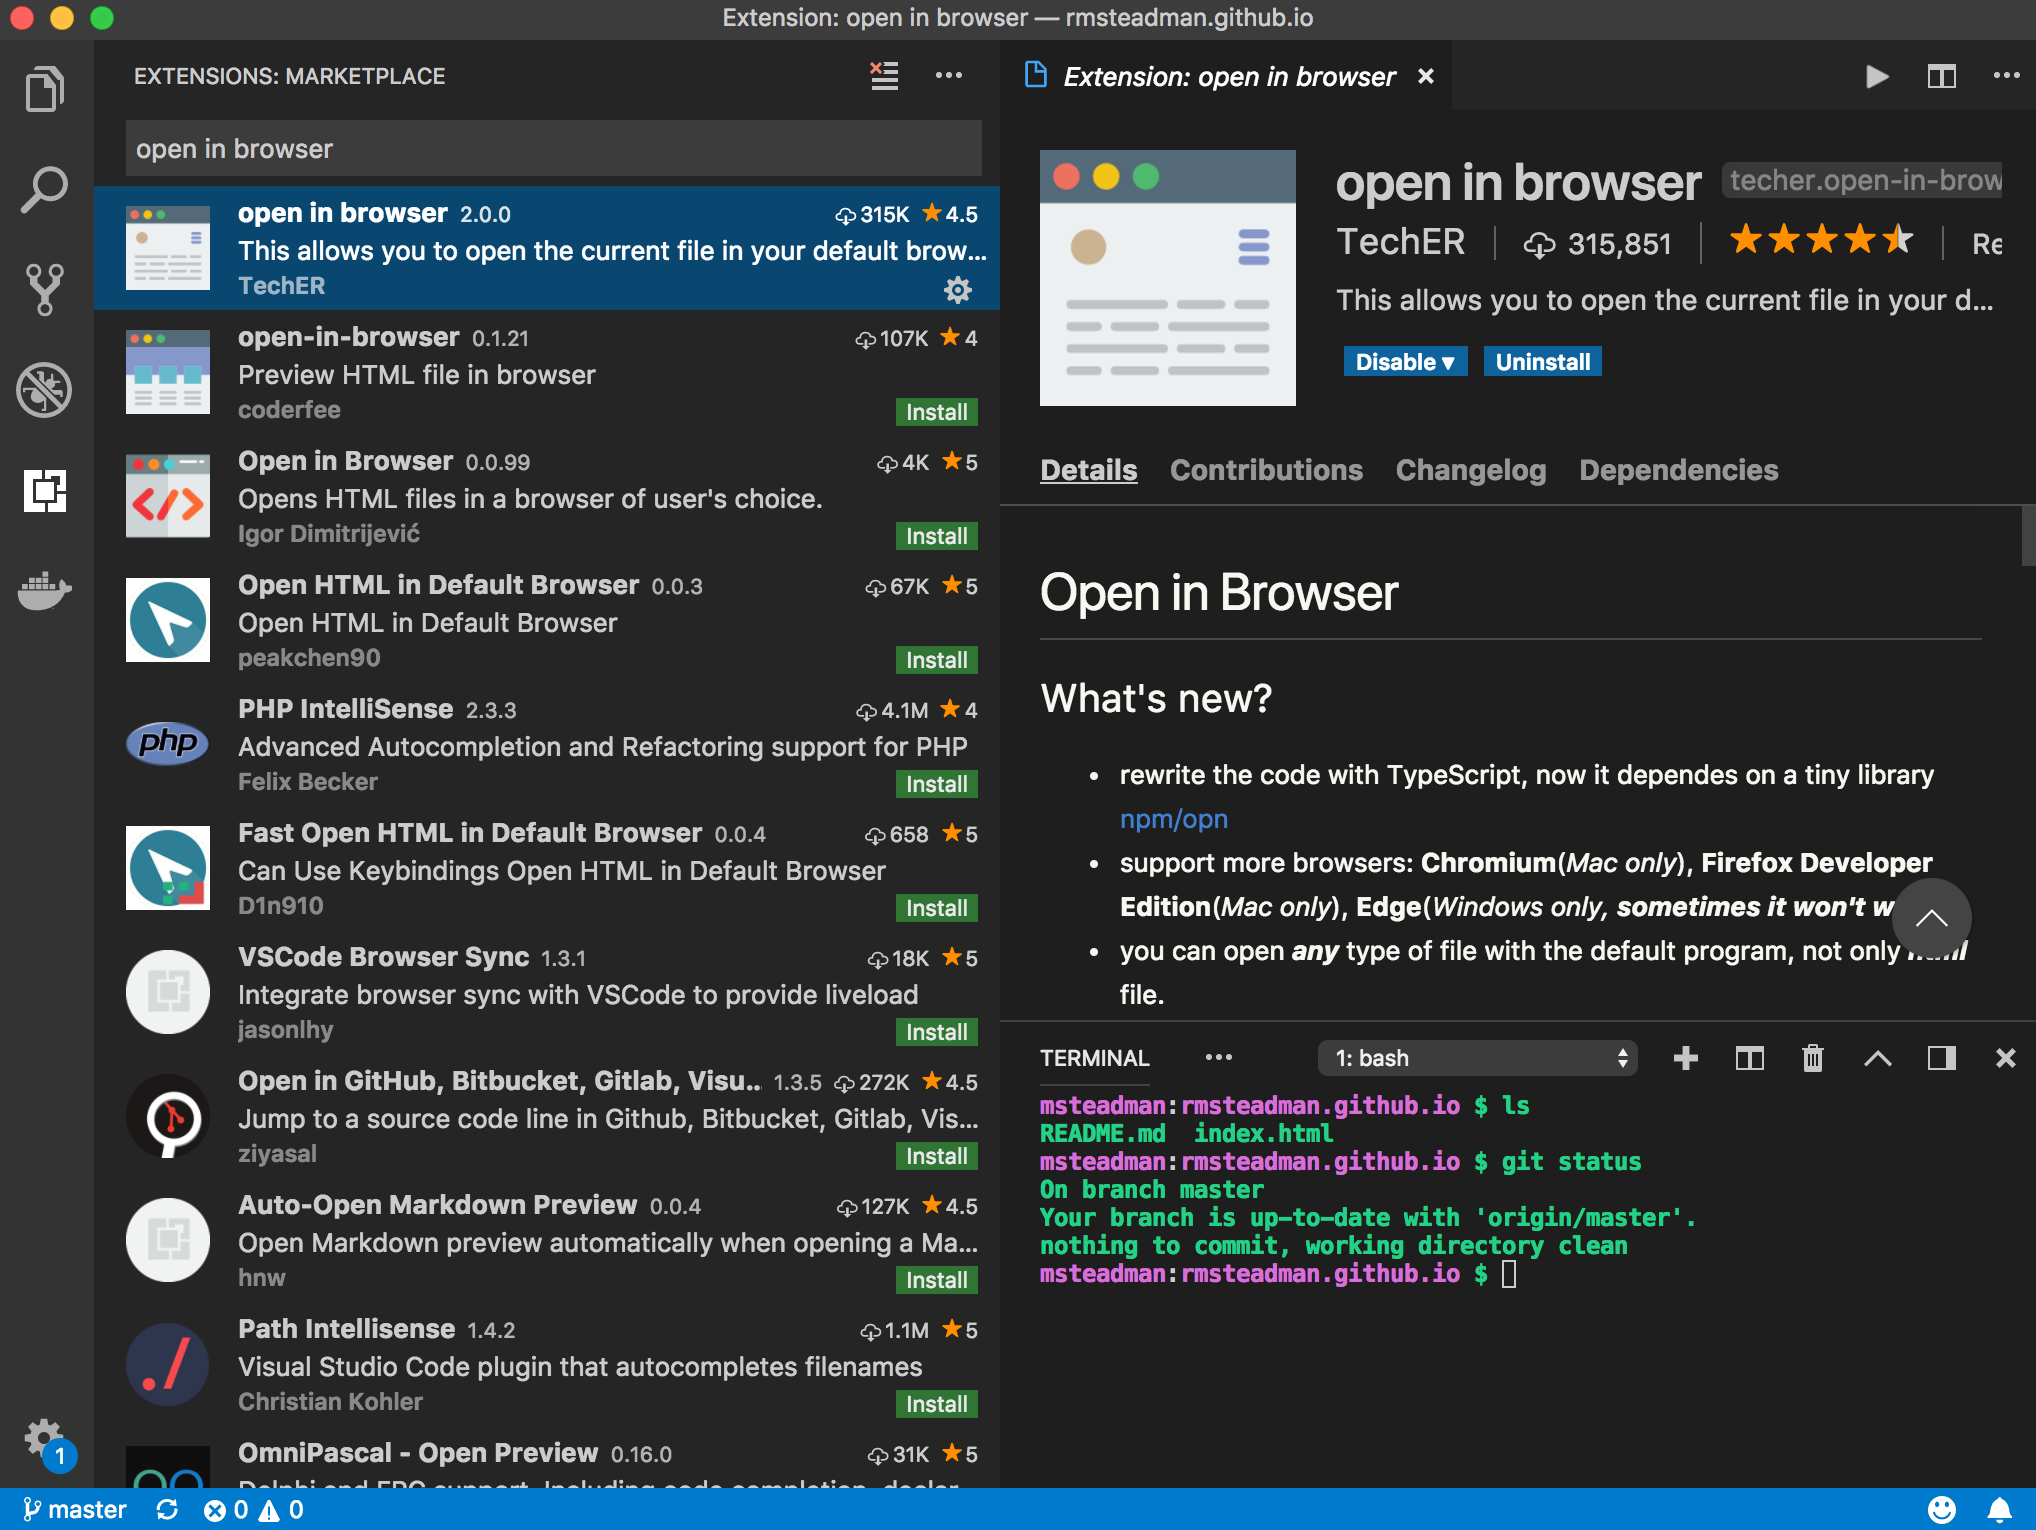 Extension: open in browser — rmsteadman.github.io
EXTENSIONS: MARKETPLACE
open in browser
open in browser 2.0.0 315K 4.5
This allows you to open the current file in your default brow...
TechER
open-in-browser 0.1.21 107K 4
Preview HTML file in browser
coderfee
Install
Open in Browser 0.0.99 4K 5
Opens HTML files in a browser of user's choice.
Igor Dimitrijević
Install
Open HTML in Default Browser 0.0.3 67K 5
Open HTML in Default Browser
peakchen90
Install
php
PHP IntelliSense 2.3.3 4.1M 4
Advanced Autocompletion and Refactoring support for PHP
Felix Becker
Install
Fast Open HTML in Default Browser 0.0.4 658 5
Can Use Keybindings Open HTML in Default Browser
D1n910
Install
VSCode Browser Sync 1.3.1 18K 5
Integrate browser sync with VSCode to provide liveload
jasonlhy
Install
Open in GitHub, Bitbucket, Gitlab, Visu... 1.3.5 272K 4.5
Jump to a source code line in Github, Bitbucket, Gitlab, Vis...
ziyasal
Install
Auto-Open Markdown Preview 0.0.4 127K 4.5
Open Markdown preview automatically when opening a Ma...
hnw
Install
Path Intellisense 1.4.2 1.1M 5
Visual Studio Code plugin that autocompletes filenames
Christian Kohler
Install
OmniPascal - Open Preview 0.16.0 31K 5
Extension: open in browser
open in browser techer.open-in-brow
TechER 315,851 Re
This allows you to open the current file in your d...
Disable Uninstall
Details Contributions Changelog Dependencies
Open in Browser
What's new?
• rewrite the code with TypeScript, now it dependes on a tiny library
npm/opn
• support more browsers: Chromium(Mac only), Firefox Developer
Edition(Mac only), Edge(Windows only, sometimes it won't w
• you can open any type of file with the default program, not only html
file.
TERMINAL 1: bash
msteadman:rmsteadman.github.io $ ls
README.md index.html
msteadman:rmsteadman.github.io $ git status
On branch master
Your branch is up-to-date with 'origin/master'.
nothing to commit, working directory clean
msteadman:rmsteadman.github.io $
1
master 0 0